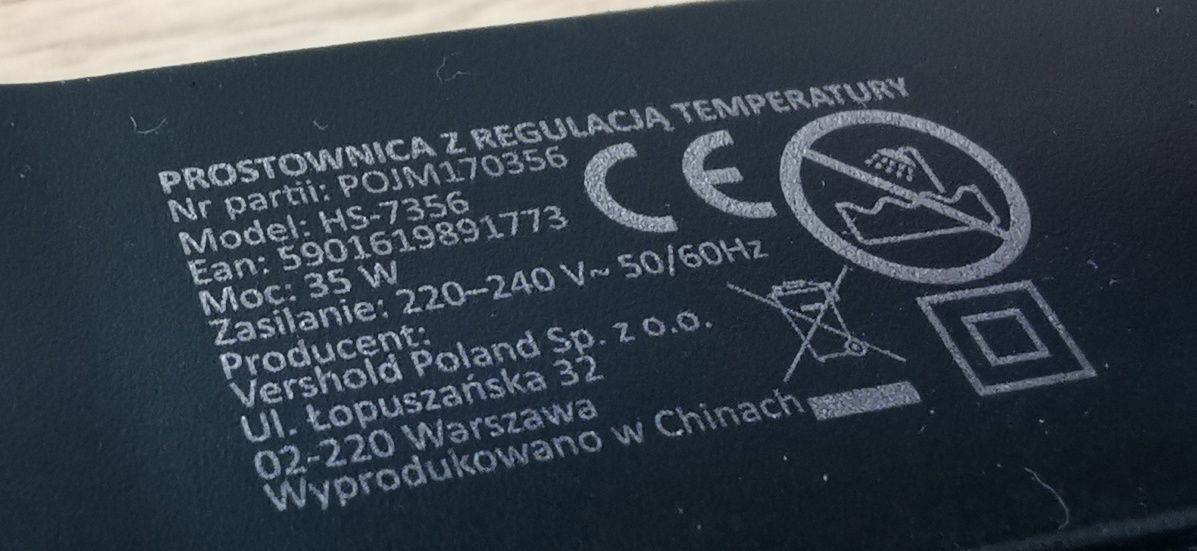 PROSTOWNICA Z REGULACJĄ TEMPERATURY
Nr partii: POJM170356
Model: HS-7356
Ean: 5901619891773
Moc: 35 W
Zasilanie: 220–240 V~ 50/60Hz
Producent:
Vershold Poland Sp. z o.o.
Ul. Łopuszańska 32
02-220 Warszawa
Wyprodukowano w Chinach
CE